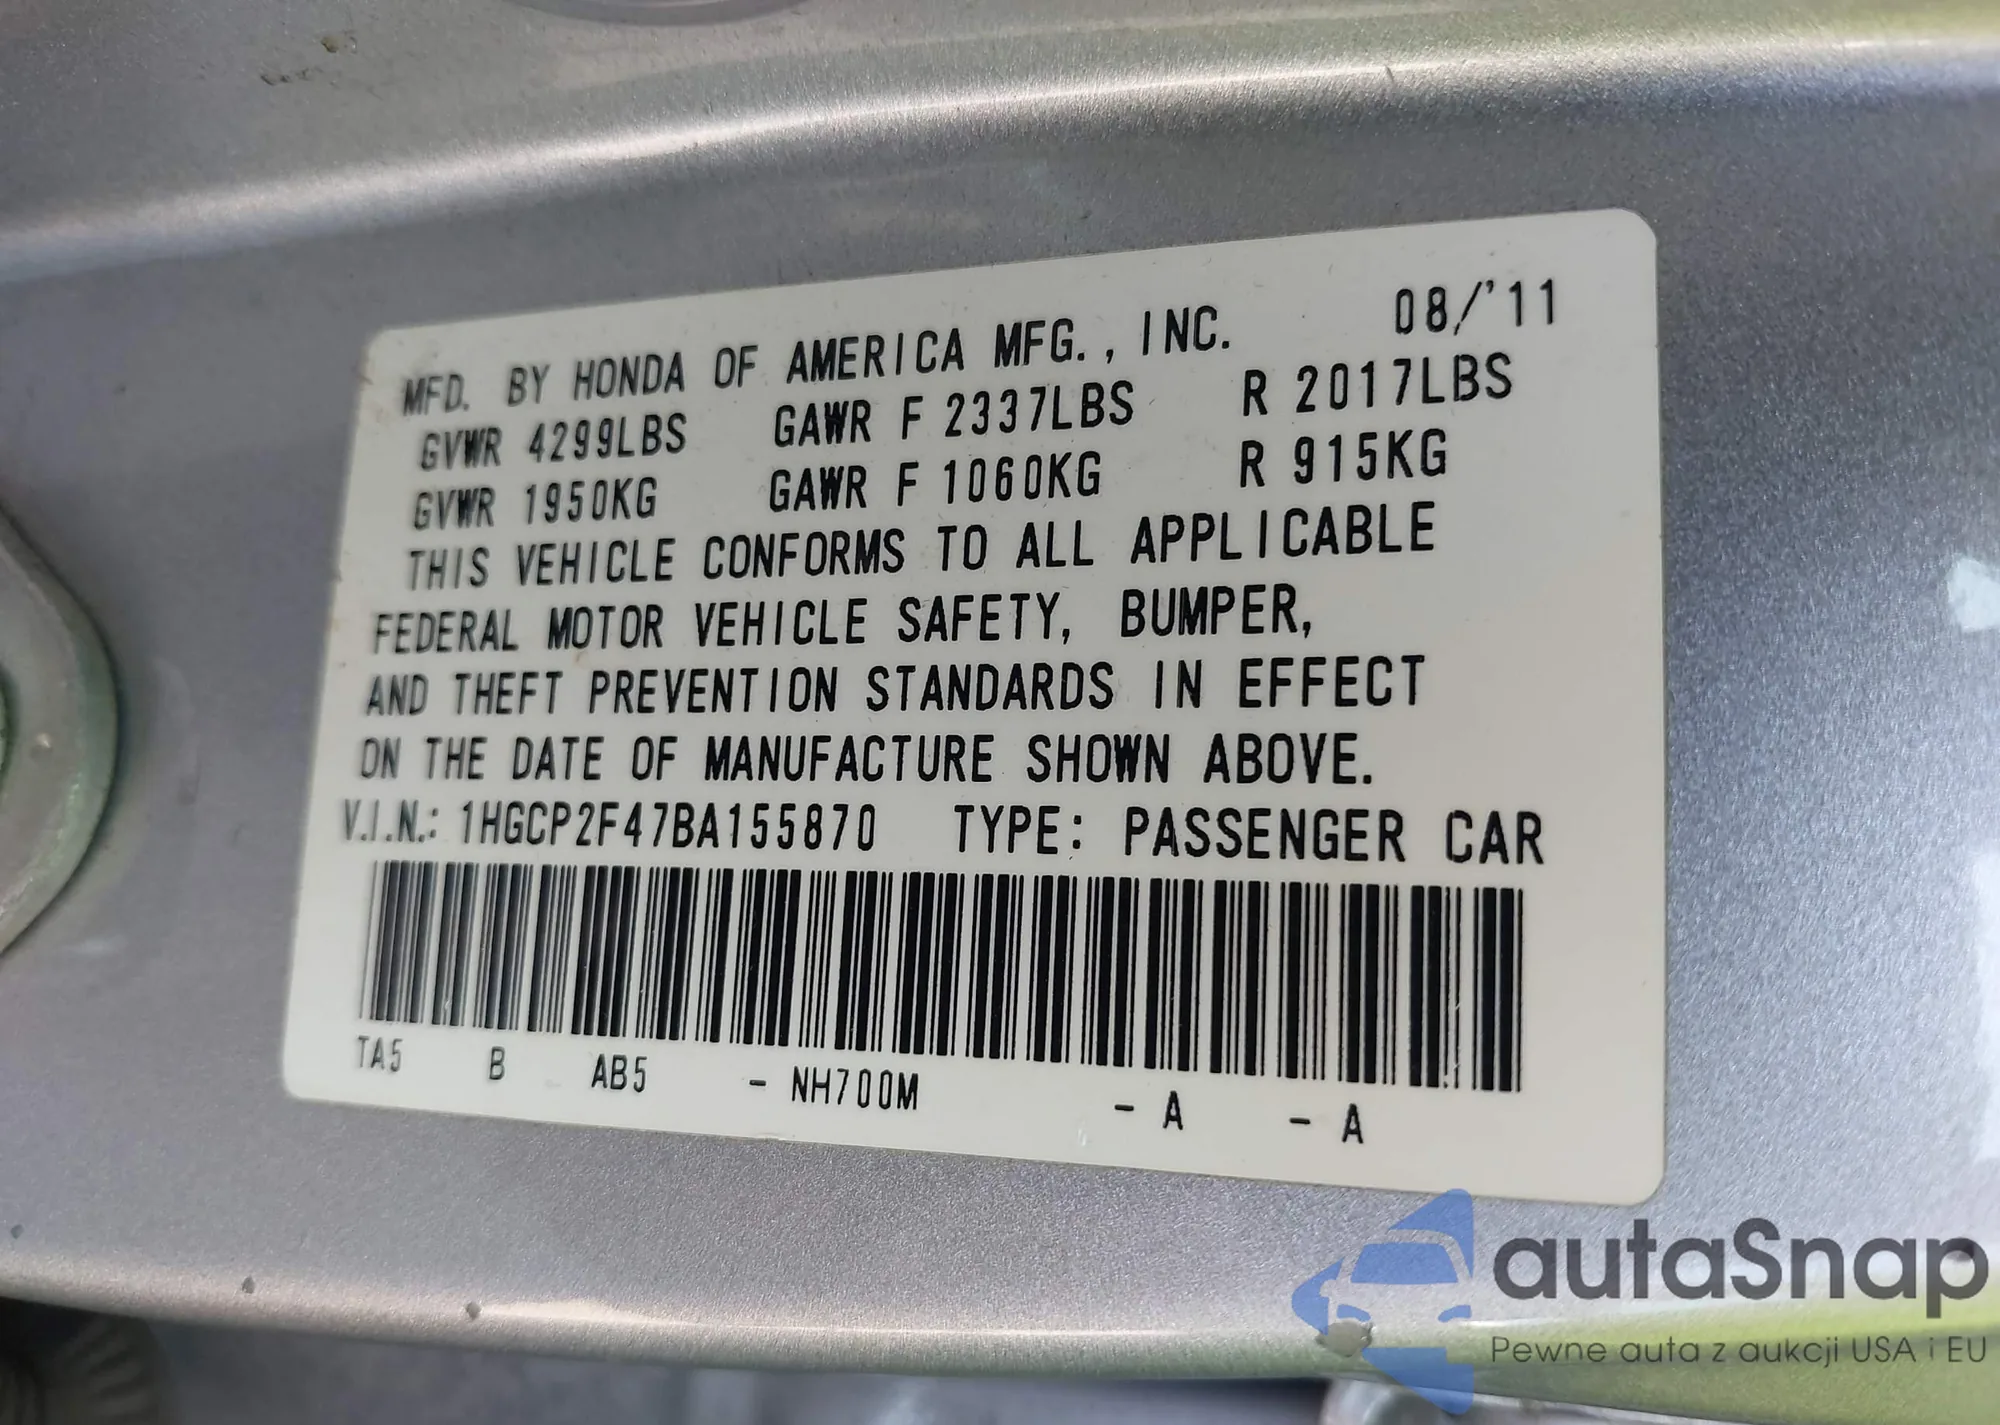 MFD. BY HONDA OF AMERICA MFG., INC. 08/'11
GVWR 4299LBS GAWR F 2337LBS R 2017LBS
GVWR 1950KG GAWR F 1060KG R 915KG
THIS VEHICLE CONFORMS TO ALL APPLICABLE
FEDERAL MOTOR VEHICLE SAFETY, BUMPER,
AND THEFT PREVENTION STANDARDS IN EFFECT
ON THE DATE OF MANUFACTURE SHOWN ABOVE.
V.I.N.: 1HGCP2F47BA155870 TYPE: PASSENGER CAR
TA5 B AB5 - NH700M - A - A
autaSnap
Pewne auta z aukcji USA i EU